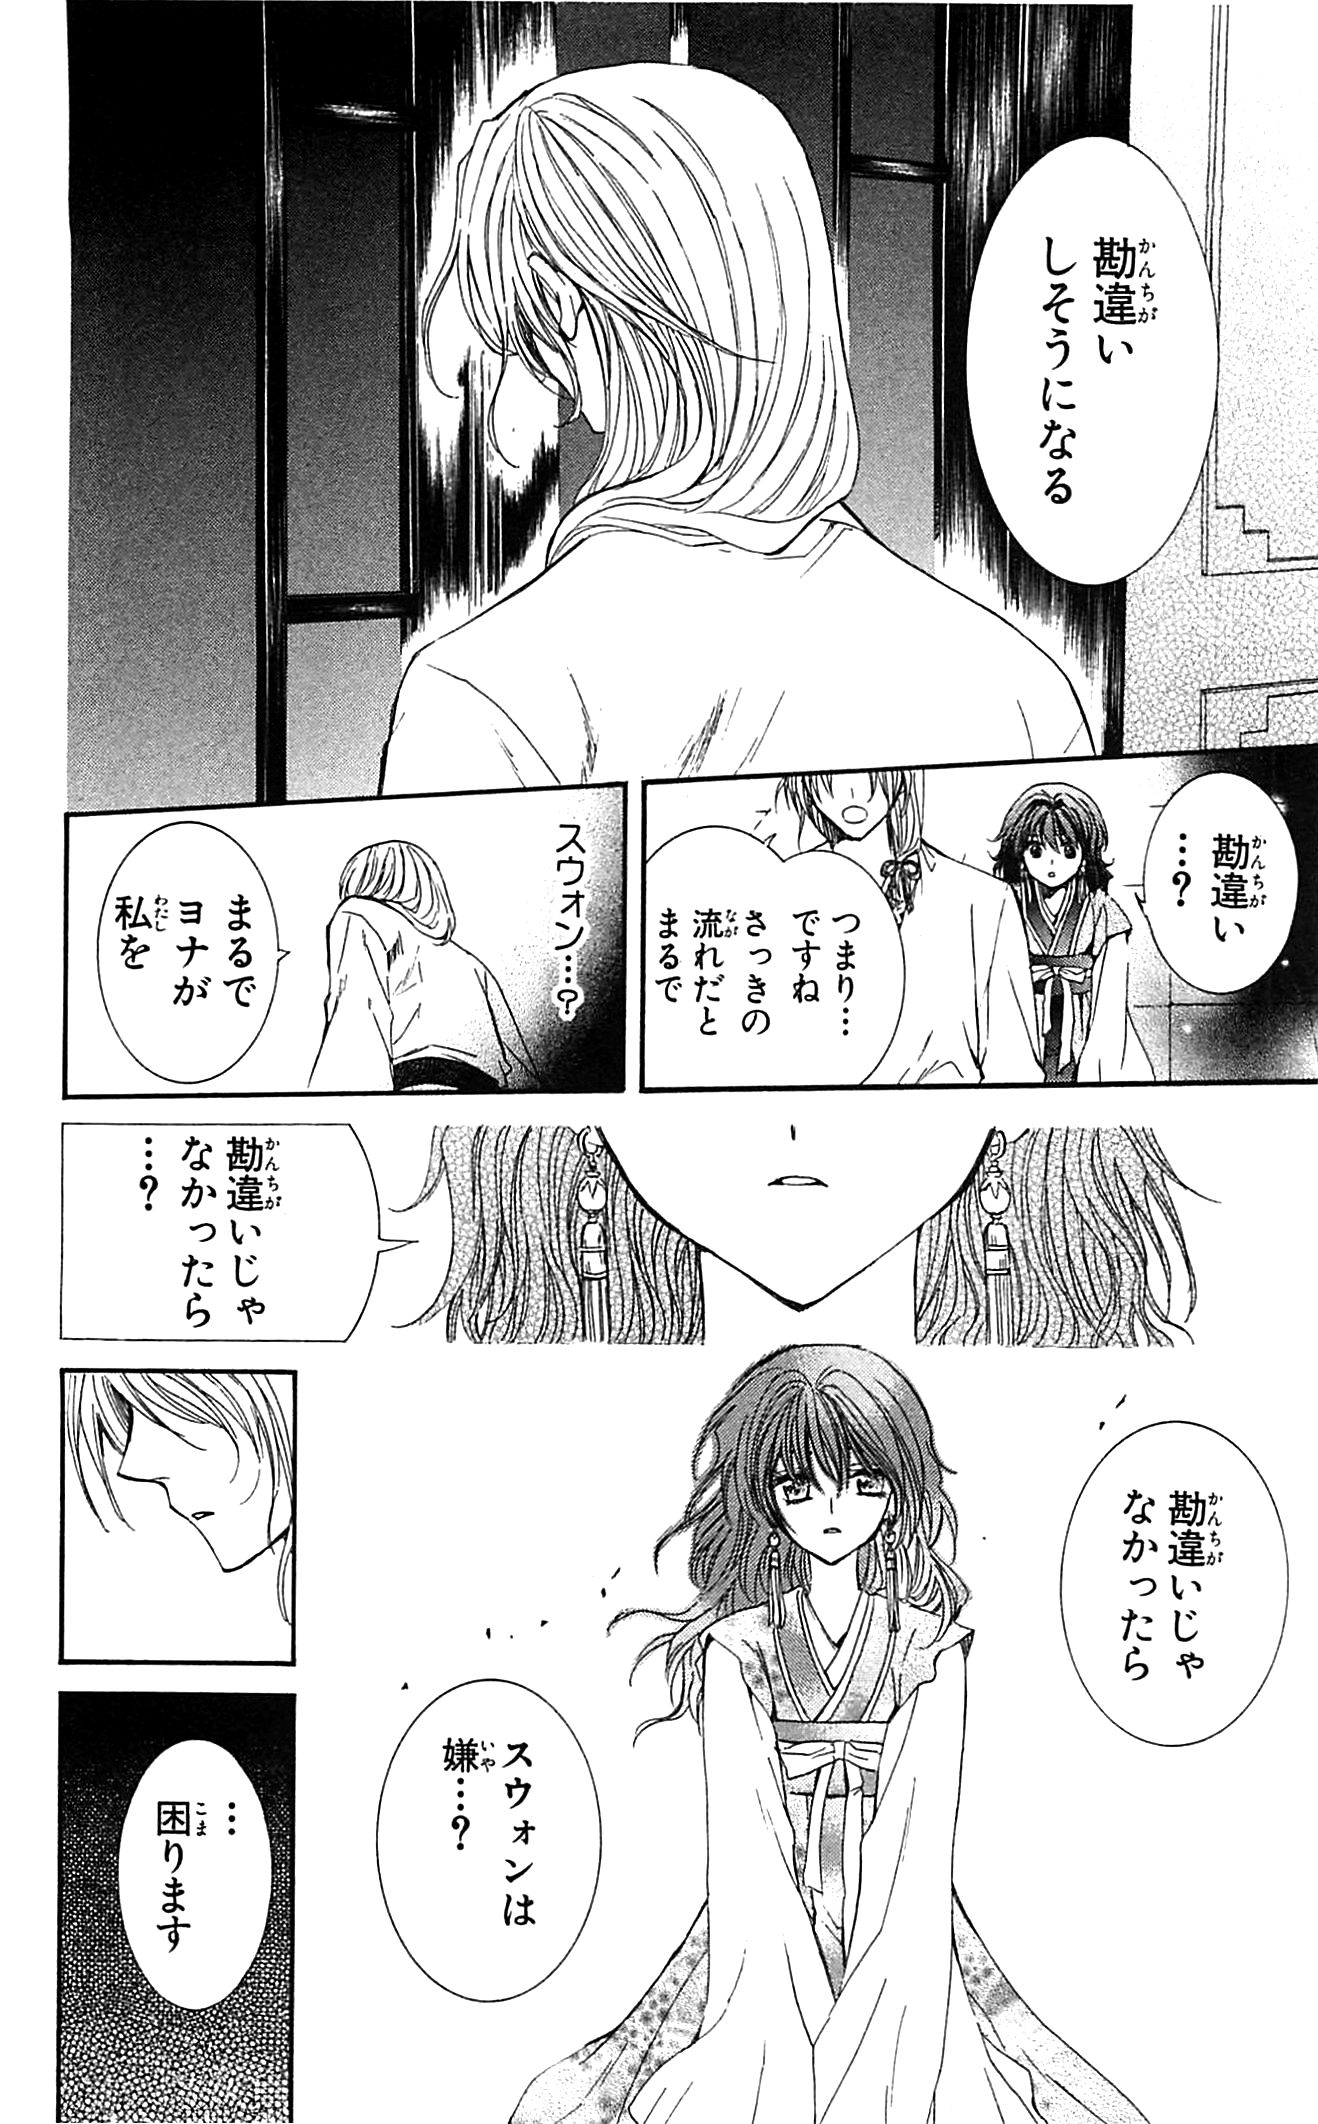 勘違い
しそうになる
勘違い
…?
つまり…
ですね
さっきの
流れだと
まるで
スウォン…?
まるで
ヨナが
私を
勘違いじゃ
なかったら
…?
勘違いじゃ
なかったら
スウォンは
嫌…?
…
困ります